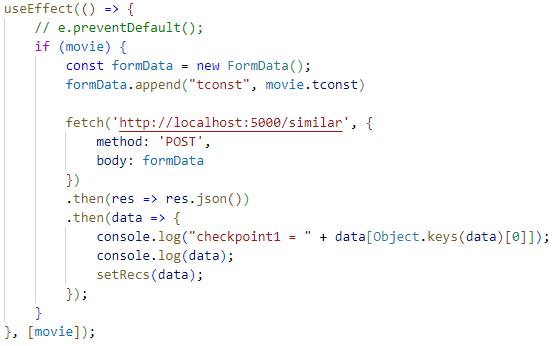 useEffect(() => {
    // e.preventDefault();
    if (movie) {
        const formData = new FormData();
        formData.append("tconst", movie.tconst)

        fetch('http://localhost:5000/similar', {
            method: 'POST',
            body: formData
        })
        .then(res => res.json())
        .then(data => {
            console.log("checkpoint1 = " + data[Object.keys(data)[0]]);
            console.log(data);
            setRecs(data);
        });
    }
}, [movie]);